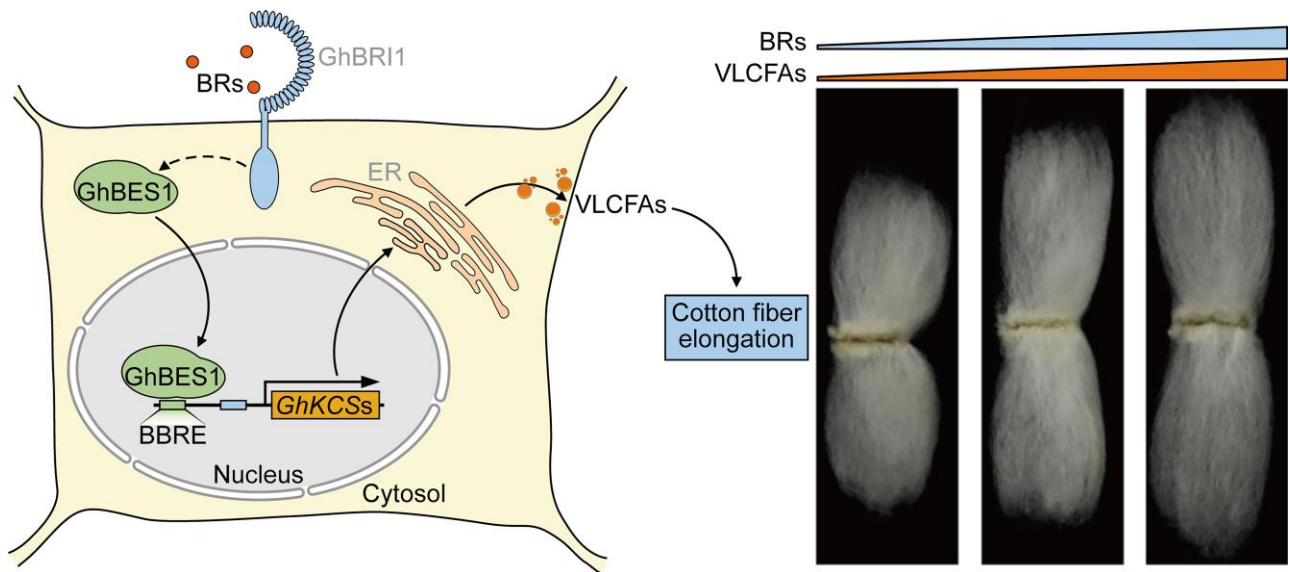 GhBRI1
BRs
GhBES1
ER
VLCFAs
GhBES1
GhKCSs
BBRE
Nucleus
Cytosol
Cotton fiber
elongation
BRs
VLCFAs